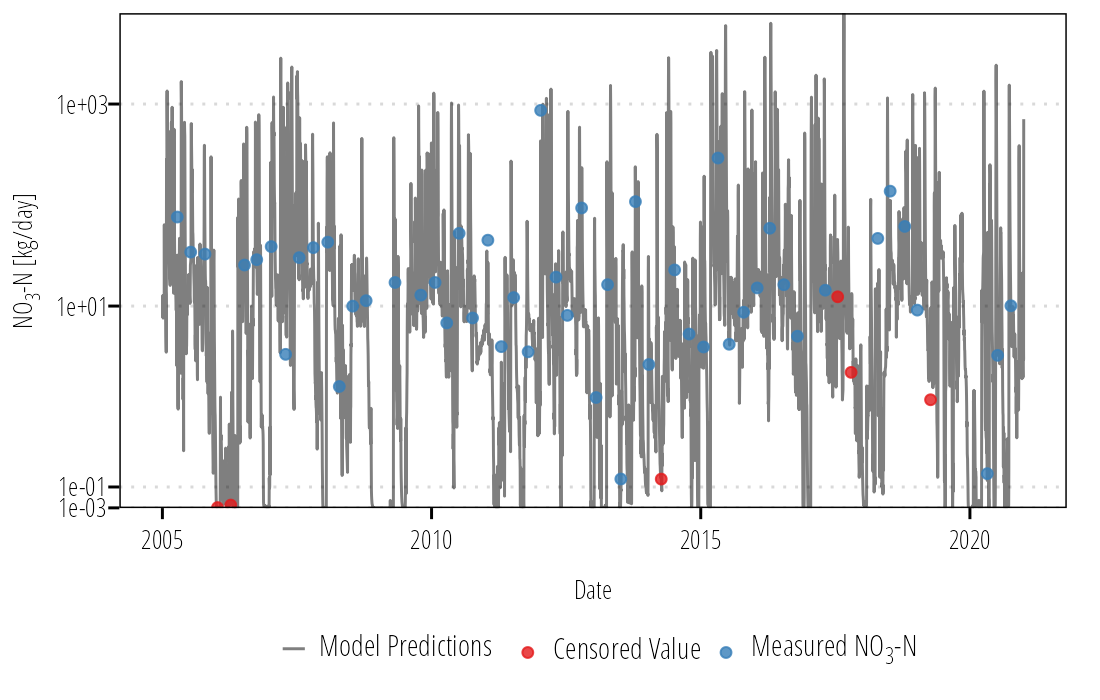 NO3-N [kg/day]
1e+03
1e+01
1e-01
1e-03
2005
2010
2015
2020
Date
Model Predictions
Censored Value
Measured NO3-N